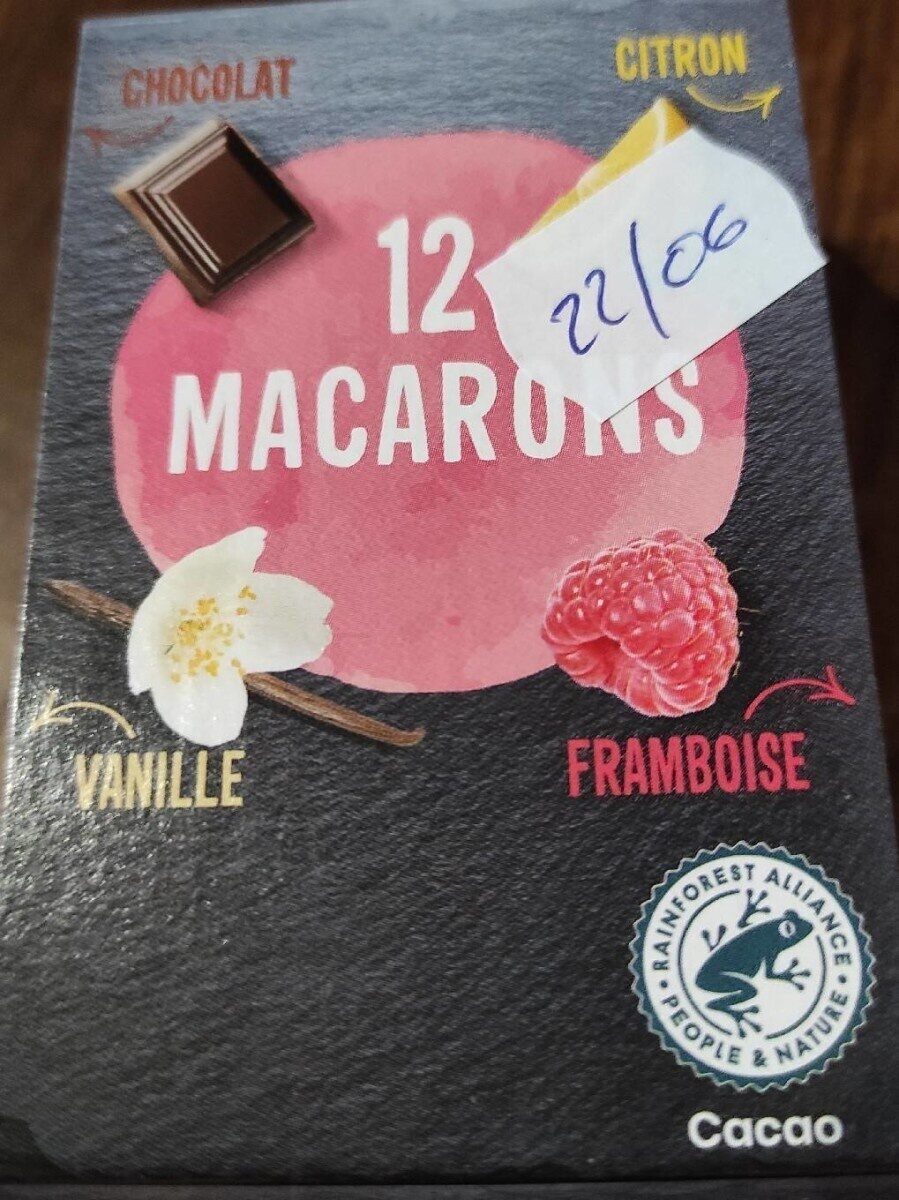 CHOCOLAT
CITRON
12
22/06
MACARONS
VANILLE
FRAMBOISE
RAINFOREST ALLIANCE
PEOPLE & NATURE
Cacao